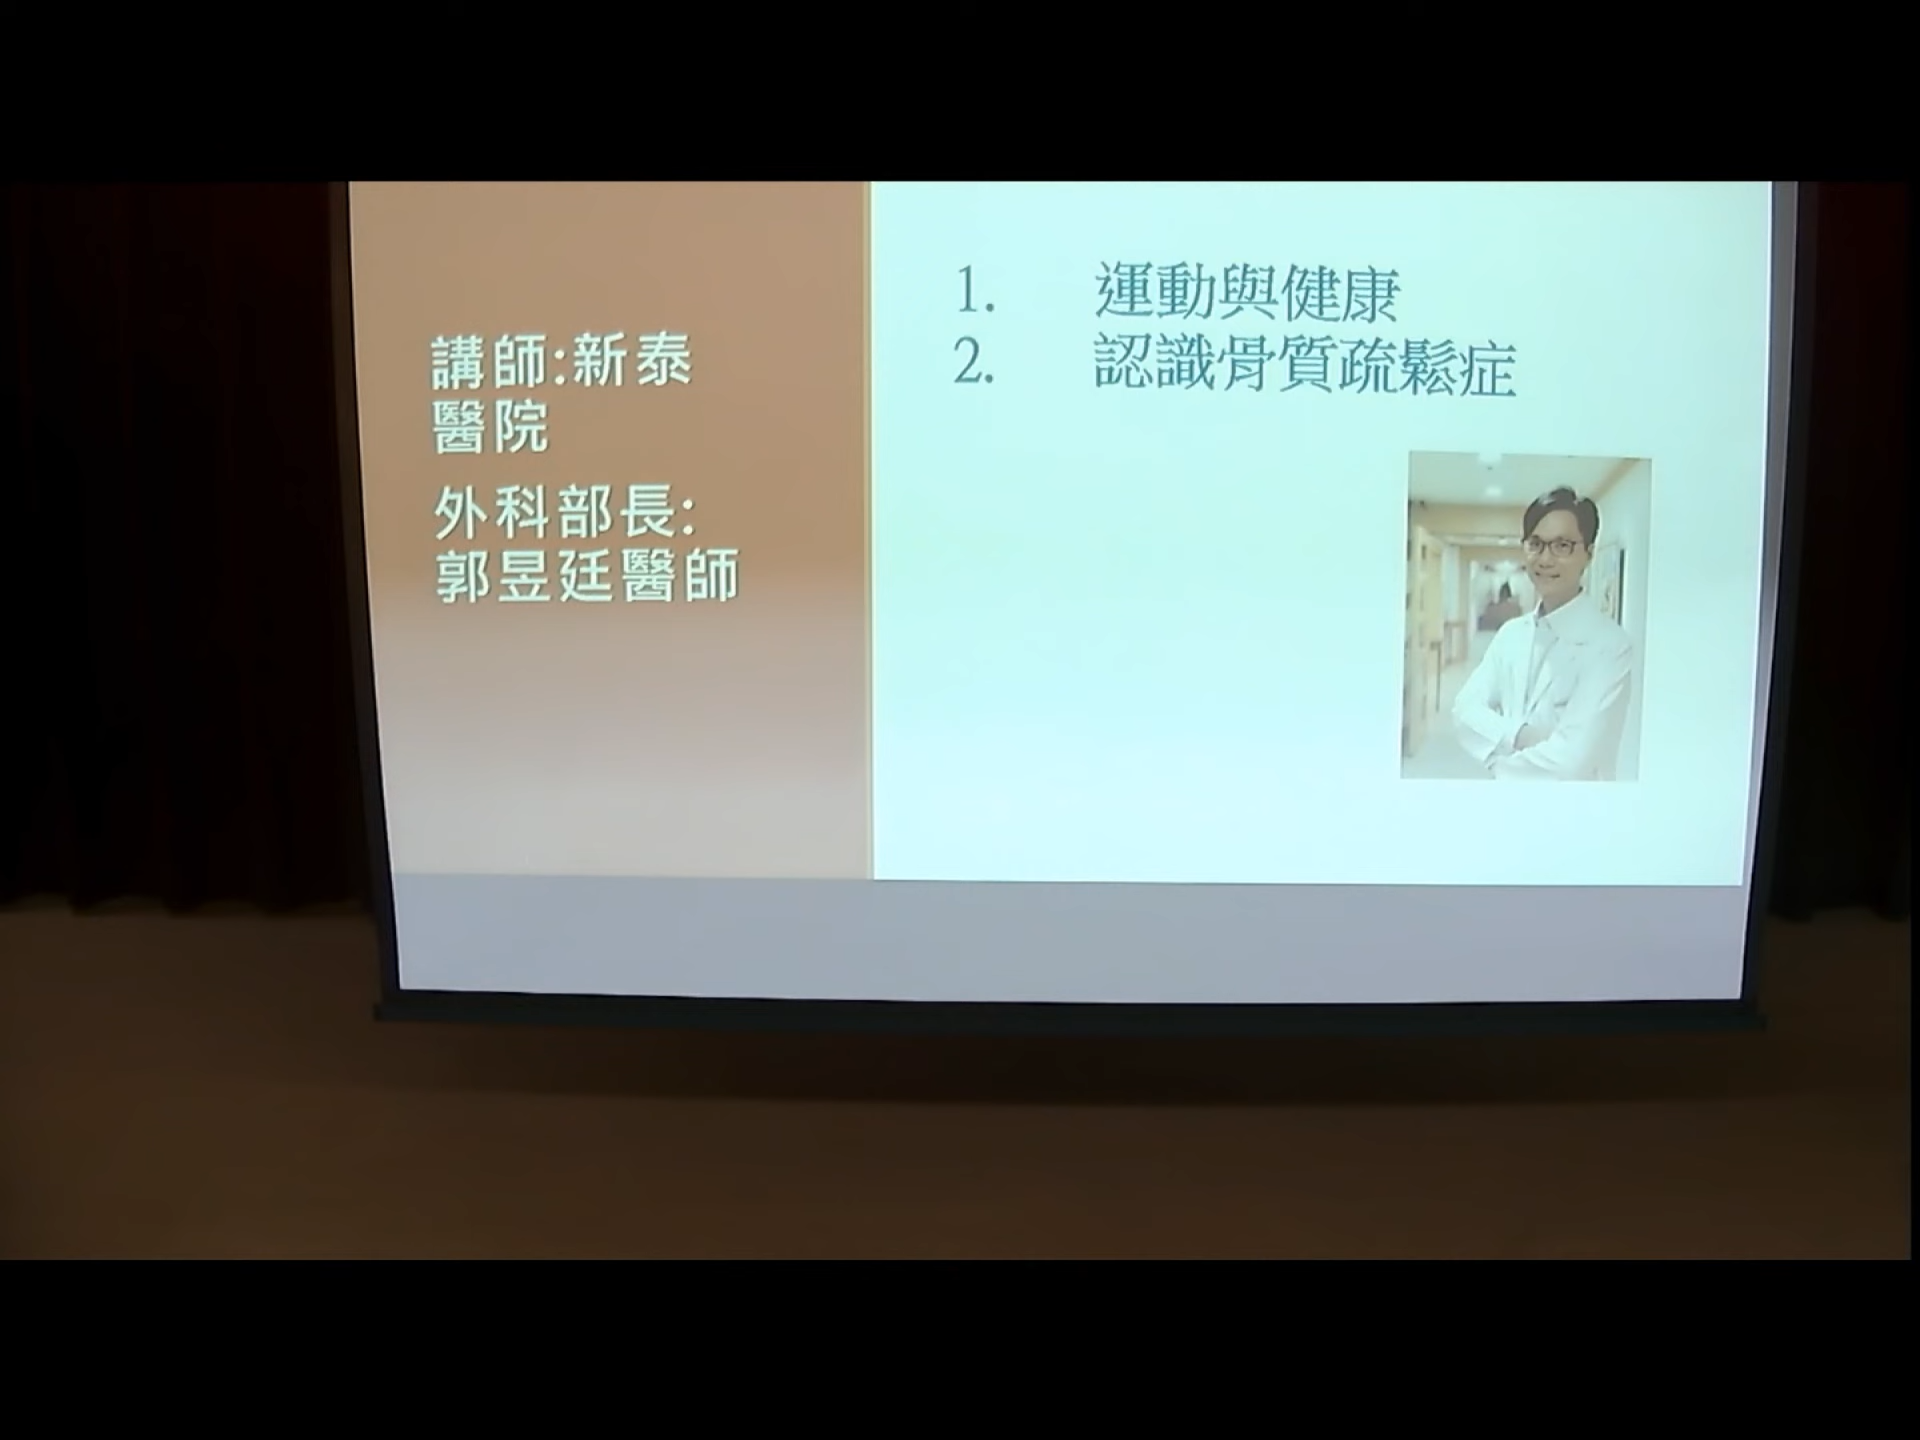 講師:新泰
醫院
外科部長:
郭昱廷醫師
1. 運動與健康
2. 認識骨質疏鬆症